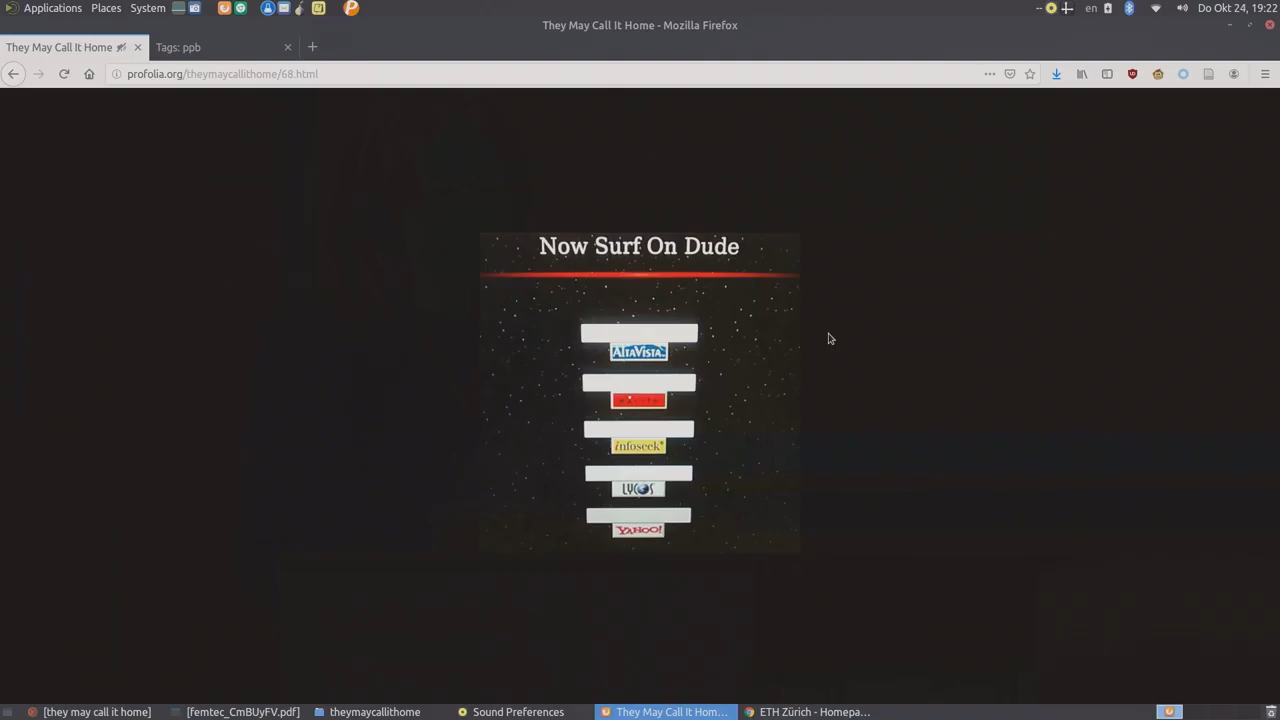 Applications Places System en Do Okt 24, 19:22
They May Call It Home - Mozilla Firefox
They May Call It Home Tags: ppb
profolia.org/theymaycallithome/68.html
Now Surf On Dude
ALTAVISTA
infoseek
LYCOS
YAHOO!
[they may call it home] [femtec_CmBUyFV.pdf] theymaycallithome Sound Preferences They May Call It Hom... ETH Zürich - Homepa...